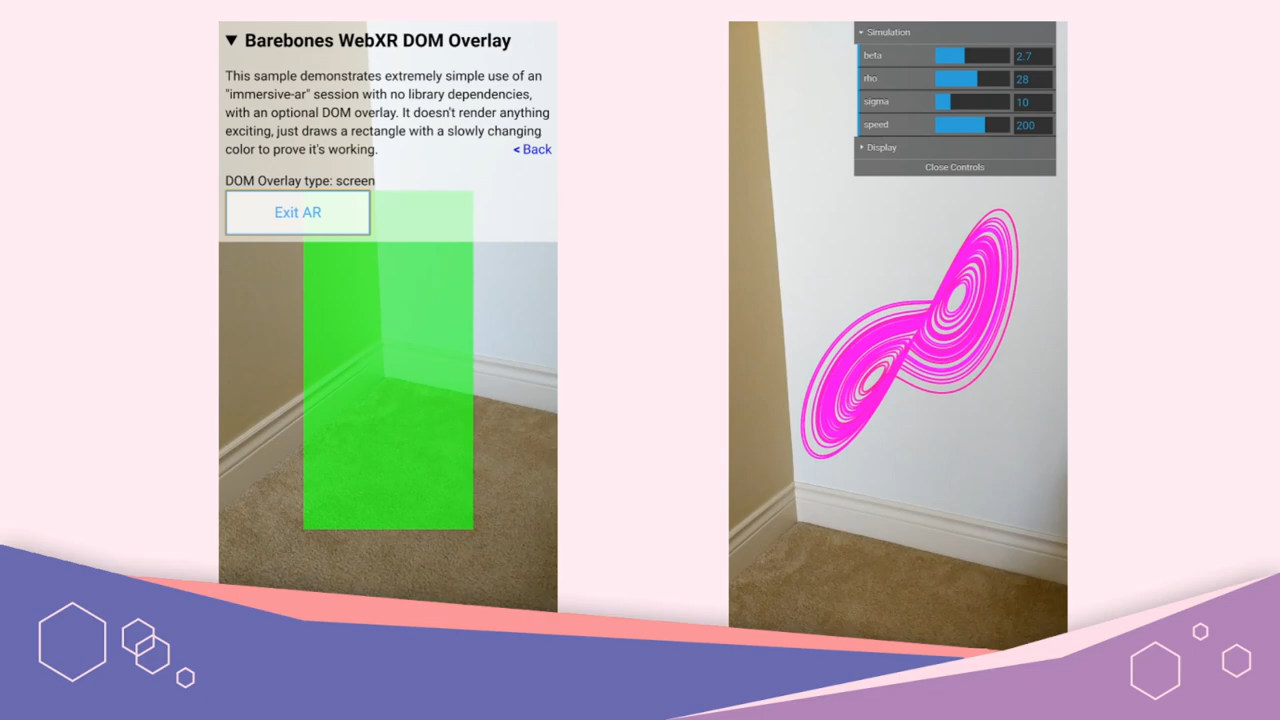 ▼ Barebones WebXR DOM Overlay
This sample demonstrates extremely simple use of an
"immersive-ar" session with no library dependencies,
with an optional DOM overlay. It doesn't render anything
exciting, just draws a rectangle with a slowly changing
color to prove it's working. < Back
DOM Overlay type: screen
Exit AR
Simulation
beta 2.7
rho 28
sigma 10
speed 200
Display
Close Controls